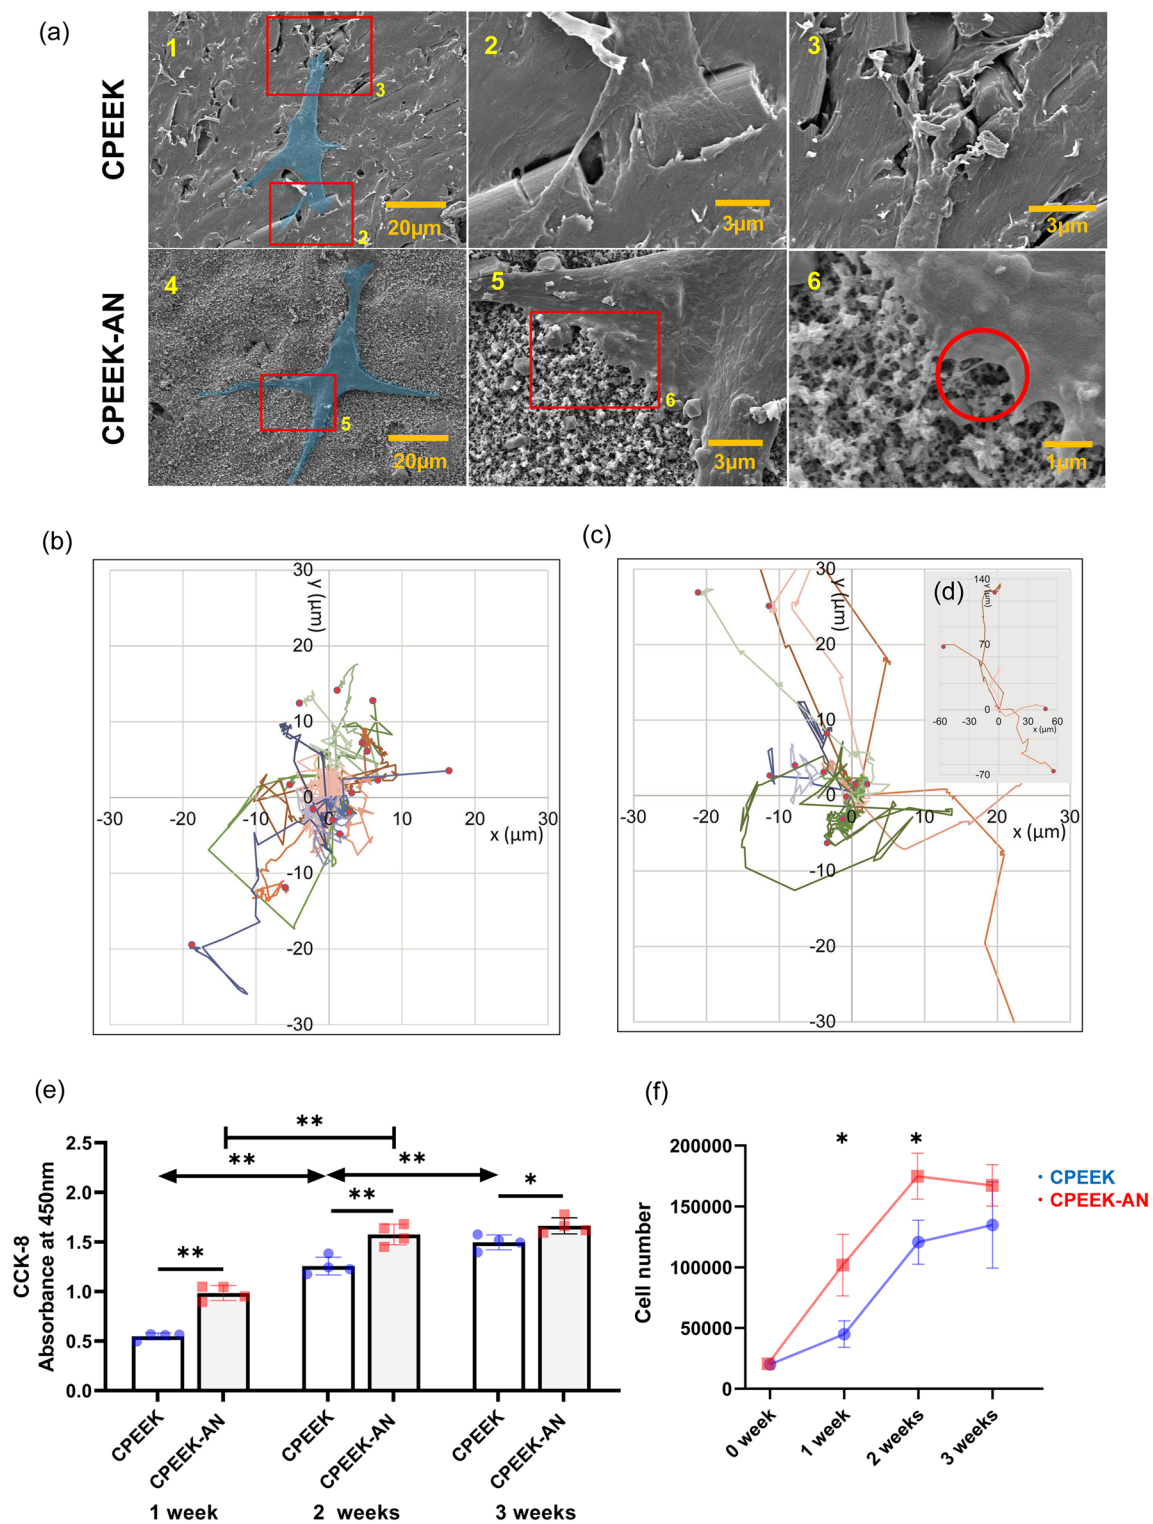 (a)
CPEEK
1
3
2
20μm
2
3μm
3
3μm
CPEEK-AN
4
5
20μm
5
6
3μm
6
1μm
(b)
30
y (μm)
20
10
0
-30 -20 -10 0 10 20 30
x (μm)
-10
-20
-30
(c)
30
y (μm)
20
10
0
-30 -20 -10 0 10 20 30
x (μm)
-10
-20
-30
(d)
140
y (μm)
70
0
-60 -30 0 30 60
x (μm)
-70
(e)
CCK-8
Absorbance at 450nm
2.5
2.0
1.5
1.0
0.5
0.0
**
**
**
**
**
*
CPEEK
CPEEK-AN
CPEEK
CPEEK-AN
CPEEK
CPEEK-AN
1 week
2 weeks
3 weeks
(f)
Cell number
200000
150000
100000
50000
0
* *
CPEEK
CPEEK-AN
0 week
1 week
2 weeks
3 weeks